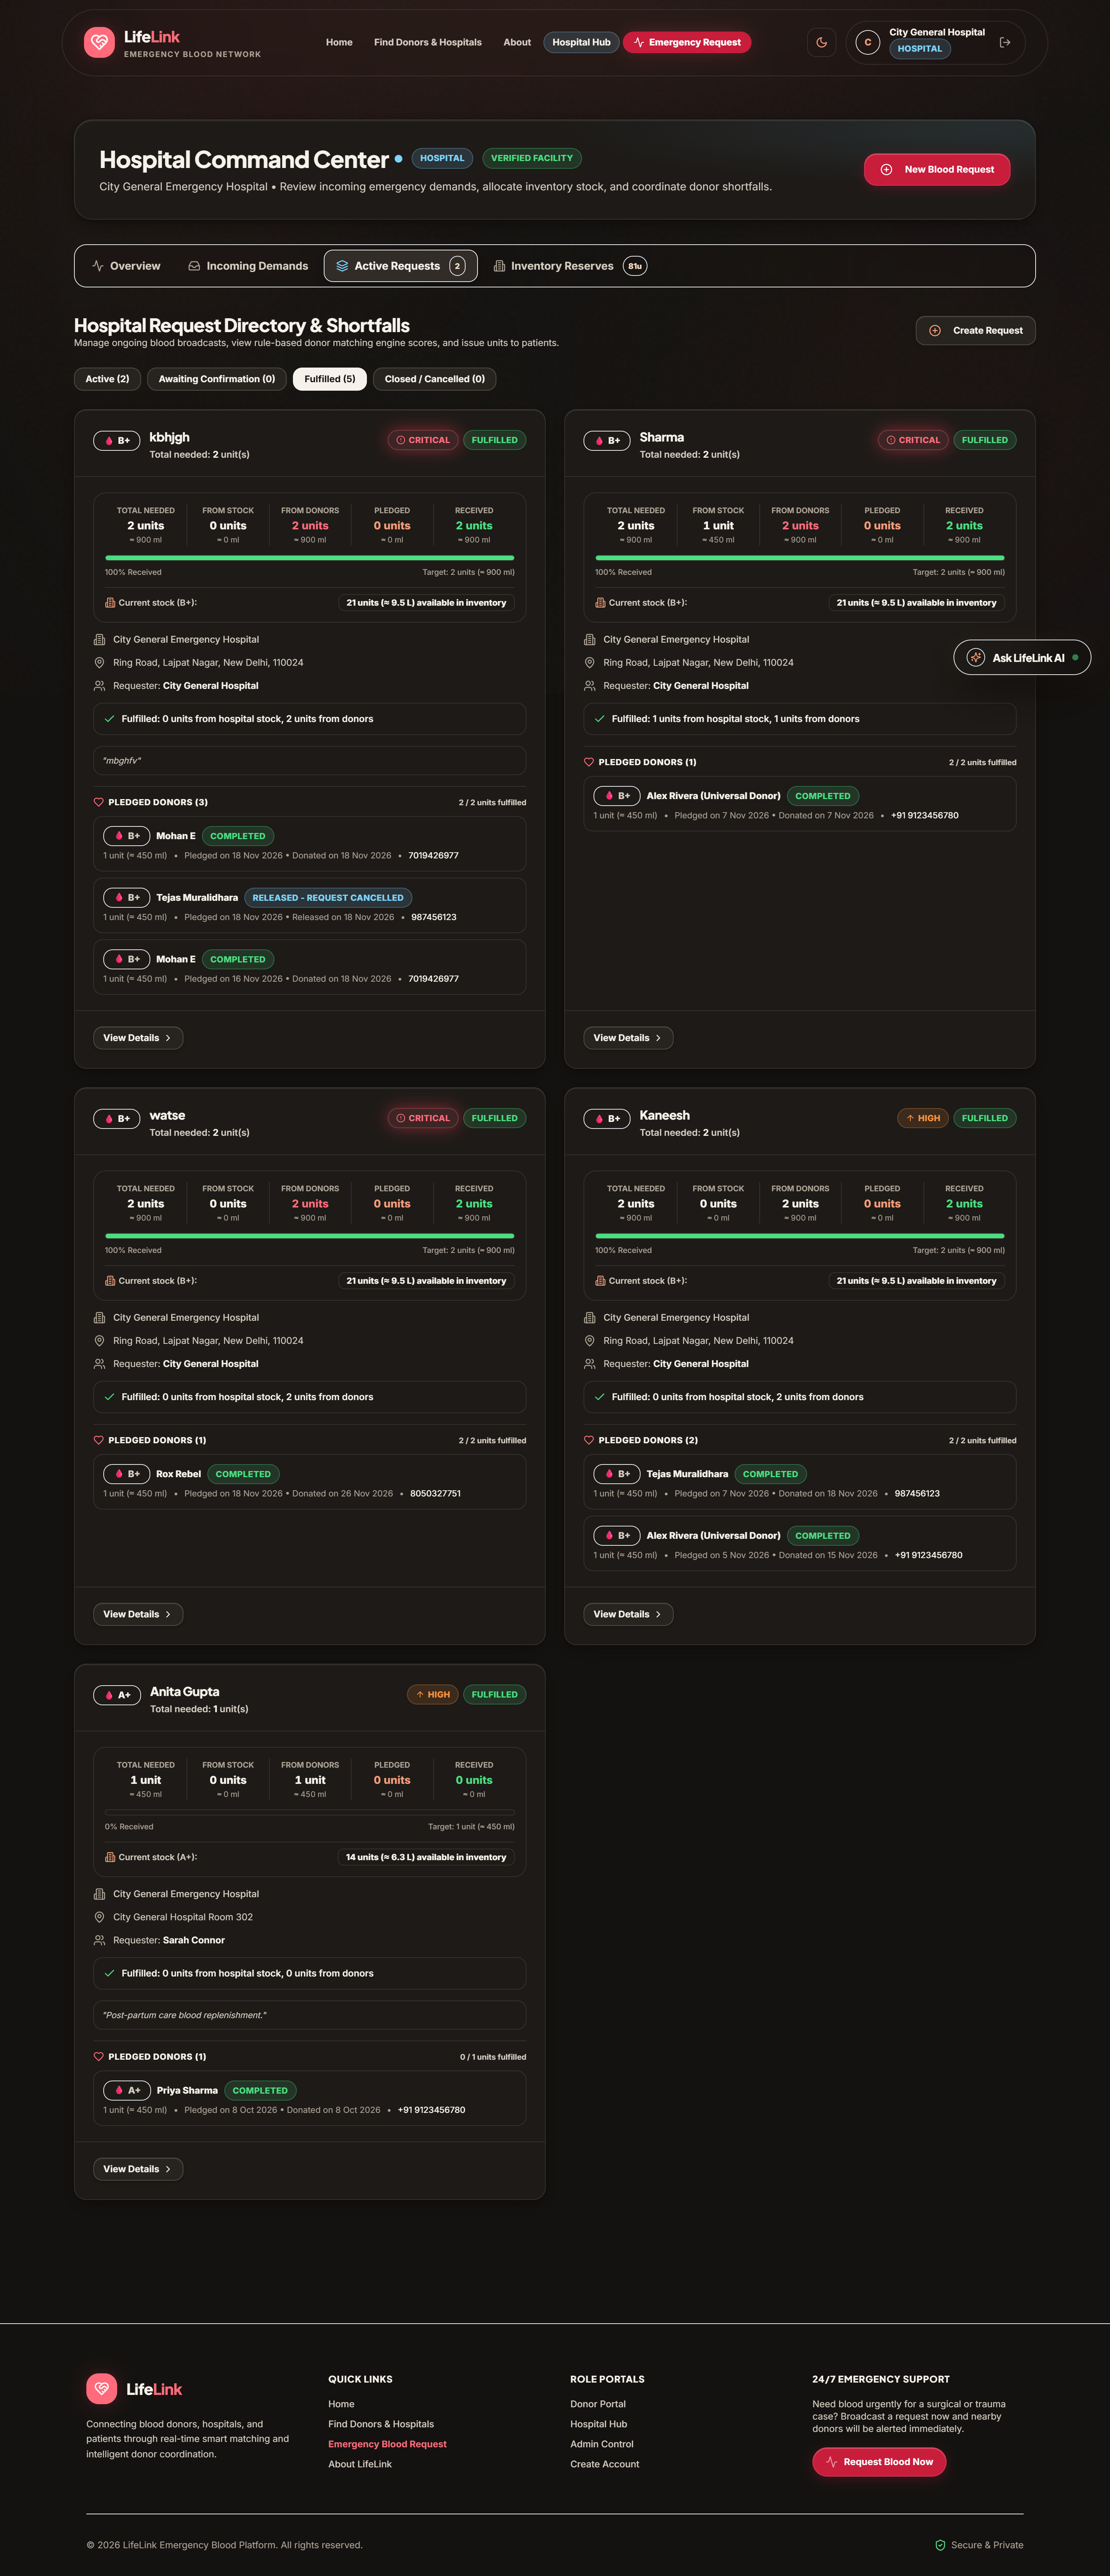 LifeLink
EMERGENCY BLOOD NETWORK
Home
Find Donors & Hospitals
About
Hospital Hub
Emergency Request
C
City General Hospital
HOSPITAL
Hospital Command Center
HOSPITAL
VERIFIED FACILITY
City General Emergency Hospital • Review incoming emergency demands, allocate inventory stock, and coordinate donor shortfalls.
New Blood Request
Overview
Incoming Demands
Active Requests 2
Inventory Reserves 81u
Hospital Request Directory & Shortfalls
Manage ongoing blood broadcasts, view rule-based donor matching engine scores, and issue units to patients.
Create Request
Active (2)
Awaiting Confirmation (0)
Fulfilled (5)
Closed / Cancelled (0)
B+ kbhjgh
CRITICAL FULFILLED
Total needed: 2 unit(s)
TOTAL NEEDED FROM STOCK FROM DONORS PLEDGED RECEIVED
2 units 0 units 2 units 0 units 2 units
≈ 900 ml ≈ 0 ml ≈ 900 ml ≈ 0 ml ≈ 900 ml
100% Received Target: 2 units (≈ 900 ml)
Current stock (B+): 21 units (≈ 9.5 L) available in inventory
City General Emergency Hospital
Ring Road, Lajpat Nagar, New Delhi, 110024
Requester: City General Hospital
Fulfilled: 0 units from hospital stock, 2 units from donors
"mbghfv"
PLEDGED DONORS (3) 2 / 2 units fulfilled
B+ Mohan E COMPLETED
1 unit (≈ 450 ml) • Pledged on 18 Nov 2026 • Donated on 18 Nov 2026 • 7019426977
B+ Tejas Muralidhara RELEASED - REQUEST CANCELLED
1 unit (≈ 450 ml) • Pledged on 18 Nov 2026 • Released on 18 Nov 2026 • 987456123
B+ Mohan E COMPLETED
1 unit (≈ 450 ml) • Pledged on 16 Nov 2026 • Donated on 18 Nov 2026 • 7019426977
View Details
B+ Sharma
CRITICAL FULFILLED
Total needed: 2 unit(s)
TOTAL NEEDED FROM STOCK FROM DONORS PLEDGED RECEIVED
2 units 1 unit 2 units 0 units 2 units
≈ 900 ml ≈ 450 ml ≈ 900 ml ≈ 0 ml ≈ 900 ml
100% Received Target: 2 units (≈ 900 ml)
Current stock (B+): 21 units (≈ 9.5 L) available in inventory
City General Emergency Hospital
Ring Road, Lajpat Nagar, New Delhi, 110024
Requester: City General Hospital
Ask LifeLink AI
Fulfilled: 1 units from hospital stock, 1 units from donors
PLEDGED DONORS (1) 2 / 2 units fulfilled
B+ Alex Rivera (Universal Donor) COMPLETED
1 unit (≈ 450 ml) • Pledged on 7 Nov 2026 • Donated on 7 Nov 2026 • +91 9123456780
View Details
B+ watse
CRITICAL FULFILLED
Total needed: 2 unit(s)
TOTAL NEEDED FROM STOCK FROM DONORS PLEDGED RECEIVED
2 units 0 units 2 units 0 units 2 units
≈ 900 ml ≈ 0 ml ≈ 900 ml ≈ 0 ml ≈ 900 ml
100% Received Target: 2 units (≈ 900 ml)
Current stock (B+): 21 units (≈ 9.5 L) available in inventory
City General Emergency Hospital
Ring Road, Lajpat Nagar, New Delhi, 110024
Requester: City General Hospital
Fulfilled: 0 units from hospital stock, 2 units from donors
PLEDGED DONORS (1) 2 / 2 units fulfilled
B+ Rox Rebel COMPLETED
1 unit (≈ 450 ml) • Pledged on 18 Nov 2026 • Donated on 26 Nov 2026 • 8050327751
View Details
B+ Kaneesh
HIGH FULFILLED
Total needed: 2 unit(s)
TOTAL NEEDED FROM STOCK FROM DONORS PLEDGED RECEIVED
2 units 0 units 2 units 0 units 2 units
≈ 900 ml ≈ 0 ml ≈ 900 ml ≈ 0 ml ≈ 900 ml
100% Received Target: 2 units (≈ 900 ml)
Current stock (B+): 21 units (≈ 9.5 L) available in inventory
City General Emergency Hospital
Ring Road, Lajpat Nagar, New Delhi, 110024
Requester: City General Hospital
Fulfilled: 0 units from hospital stock, 2 units from donors
PLEDGED DONORS (2) 2 / 2 units fulfilled
B+ Tejas Muralidhara COMPLETED
1 unit (≈ 450 ml) • Pledged on 7 Nov 2026 • Donated on 18 Nov 2026 • 987456123
B+ Alex Rivera (Universal Donor) COMPLETED
1 unit (≈ 450 ml) • Pledged on 5 Nov 2026 • Donated on 15 Nov 2026 • +91 9123456780
View Details
A+ Anita Gupta
HIGH FULFILLED
Total needed: 1 unit(s)
TOTAL NEEDED FROM STOCK FROM DONORS PLEDGED RECEIVED
1 unit 0 units 1 unit 0 units 0 units
≈ 450 ml ≈ 0 ml ≈ 450 ml ≈ 0 ml ≈ 0 ml
0% Received Target: 1 unit (≈ 450 ml)
Current stock (A+): 14 units (≈ 6.3 L) available in inventory
City General Emergency Hospital
City General Hospital Room 302
Requester: Sarah Connor
Fulfilled: 0 units from hospital stock, 0 units from donors
"Post-partum care blood replenishment."
PLEDGED DONORS (1) 0 / 1 units fulfilled
A+ Priya Sharma COMPLETED
1 unit (≈ 450 ml) • Pledged on 8 Oct 2026 • Donated on 8 Oct 2026 • +91 9123456780
View Details
LifeLink
Connecting blood donors, hospitals, and
patients through real-time smart matching and
intelligent donor coordination.
QUICK LINKS
Home
Find Donors & Hospitals
Emergency Blood Request
About LifeLink
ROLE PORTALS
Donor Portal
Hospital Hub
Admin Control
Create Account
24/7 EMERGENCY SUPPORT
Need blood urgently for a surgical or trauma
case? Broadcast a request now and nearby
donors will be alerted immediately.
Request Blood Now
© 2026 LifeLink Emergency Blood Platform. All rights reserved.
Secure & Private